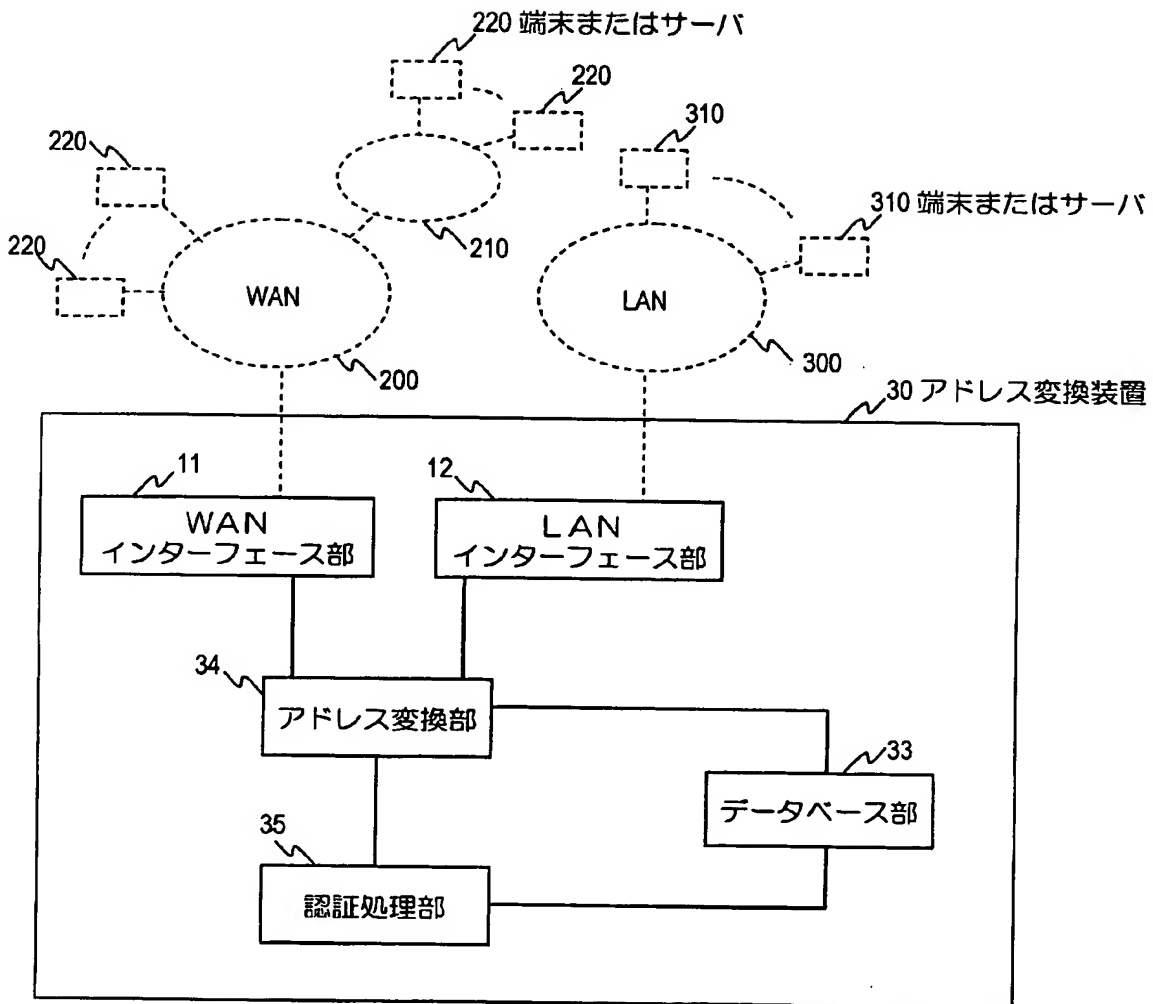 220 端末またはサーバ
220
220
310
310 端末またはサーバ
220
210
WAN
LAN
200
300
30 アドレス変換装置
11
12
WAN
インターフェース部
LAN
インターフェース部
34
アドレス変換部
33
データベース部
35
認証処理部